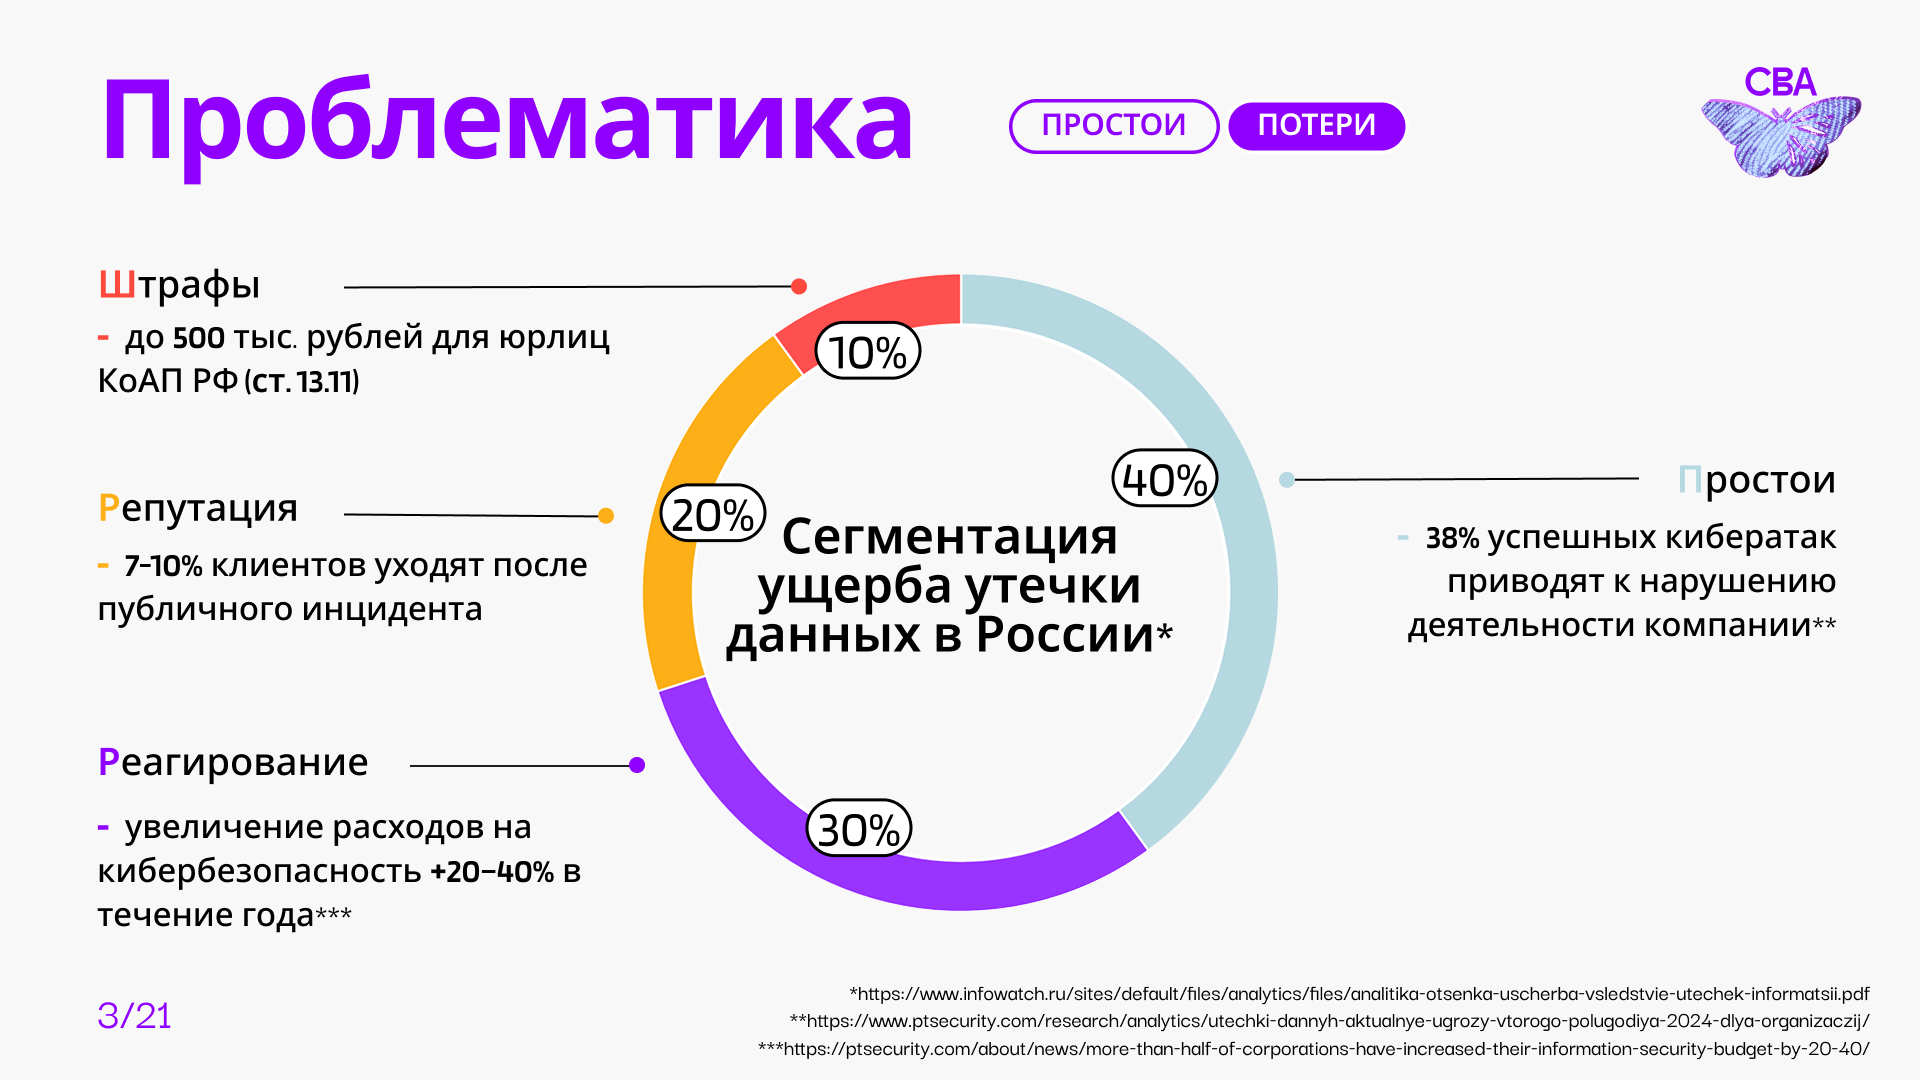 Проблематика
ПРОСТОИ
ПОТЕРИ
CBA
Штрафы
- до 500 тыс. рублей для юрлиц
КоАП РФ (ст. 13.11)
10%
Репутация
- 7-10% клиентов уходят после
публичного инцидента
20%
40%
Простои
- 38% успешных кибератак
приводят к нарушению
деятельности компании**
Сегментация
ущерба утечки
данных в России*
Реагирование
- увеличение расходов на
кибербезопасность +20–40% в
течение года***
30%
*https://www.infowatch.ru/sites/default/files/analytics/files/analitika-otsenka-uscherba-vsledstvie-utechek-informatsii.pdf
**https://www.ptsecurity.com/research/analytics/utechki-dannyh-aktualnye-ugrozy-vtorogo-polugodiya-2024-dlya-organizaczij/
***https://ptsecurity.com/about/news/more-than-half-of-corporations-have-increased-their-information-security-budget-by-20-40/
3/21